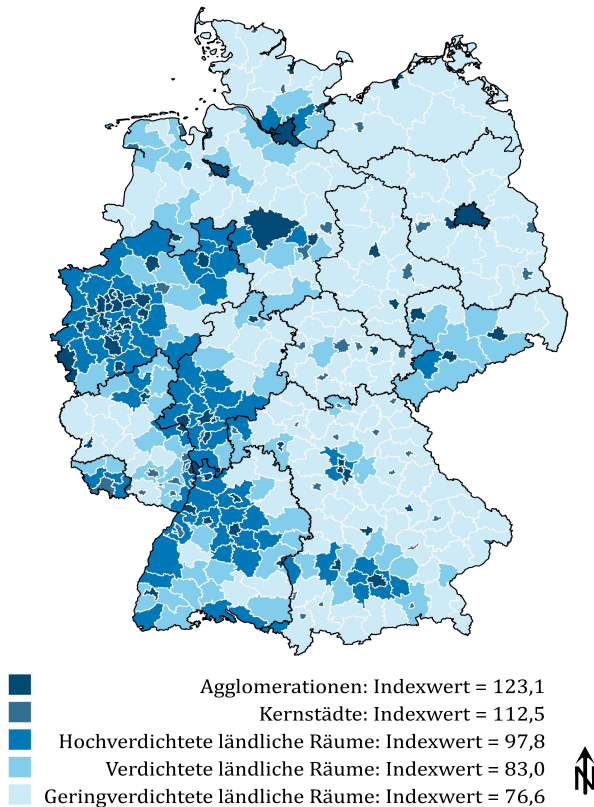 Agglomerationen: Indexwert = 123,1
Kernstädte: Indexwert = 112,5
Hochverdichtete ländliche Räume: Indexwert = 97,8
Verdichtete ländliche Räume: Indexwert = 83,0
Geringverdichtete ländliche Räume: Indexwert = 76,6
N